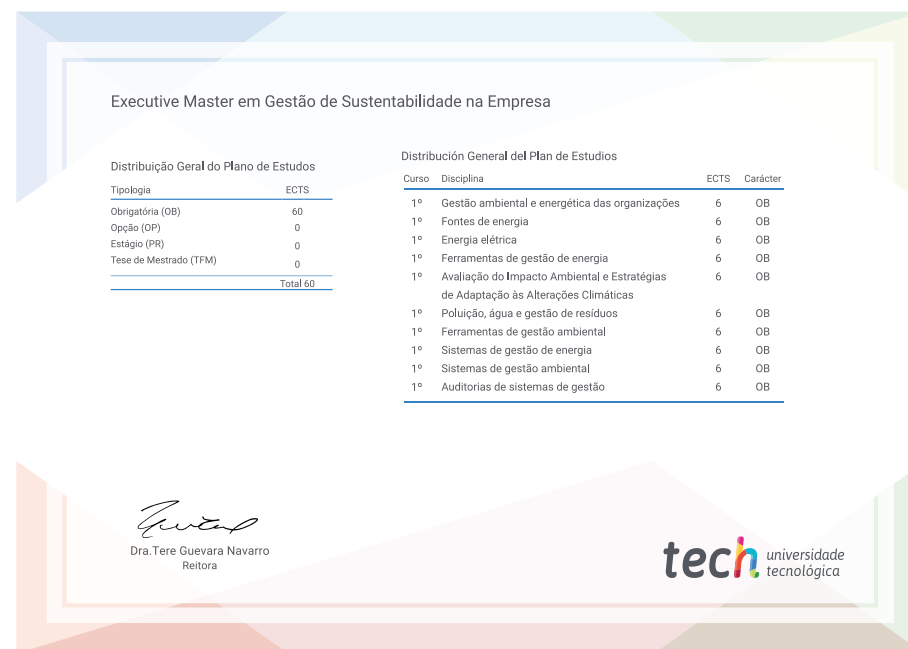 Executive Master em Gestão de Sustentabilidade na Empresa
Distribuição Geral do Plano de Estudos
Tipologia ECTS
Obrigatória (OB) 60
Opção (OP) 0
Estágio (PR) 0
Tese de Mestrado (TFM) 0
Total 60
Distribución General del Plan de Estudios
Curso Disciplina ECTS Carácter
1º Gestão ambiental e energética das organizações 6 OB
1º Fontes de energia 6 OB
1º Energia elétrica 6 OB
1º Ferramentas de gestão de energia 6 OB
1º Avaliação do Impacto Ambiental e Estratégias 6 OB
de Adaptação às Alterações Climáticas
1º Poluição, água e gestão de resíduos 6 OB
1º Ferramentas de gestão ambiental 6 OB
1º Sistemas de gestão de energia 6 OB
1º Sistemas de gestão ambiental 6 OB
1º Auditorias de sistemas de gestão 6 OB
Dra.Tere Guevara Navarro
Reitora
tech universidade
tecnológica